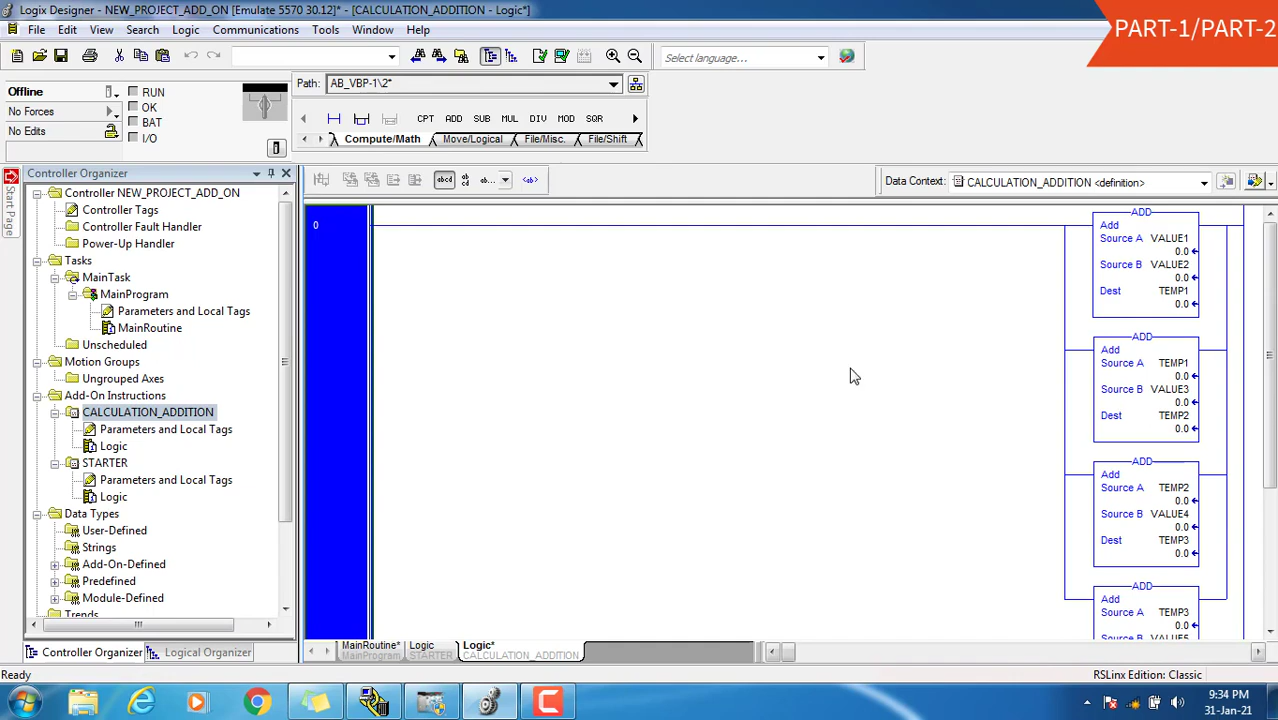 Logix Designer - NEW_PROJECT_ADD_ON [Emulate 5570 30.12]* - [CALCULATION_ADDITION - Logic*]
PART-1/PART-2
File Edit View Search Logic Communications Tools Window Help
Select language...
Path: AB_VBP-1\2*
Offline
RUN
No Forces
OK
No Edits
BAT
I/O
CPT ADD SUB MUL DIV MOD SQR
Compute/Math Move/Logical File/Misc. File/Shift
Start Page
Controller Organizer
Data Context: CALCULATION_ADDITION <definition>
Controller NEW_PROJECT_ADD_ON
Controller Tags
Controller Fault Handler
Power-Up Handler
Tasks
MainTask
MainProgram
Parameters and Local Tags
MainRoutine
Unscheduled
Motion Groups
Ungrouped Axes
Add-On Instructions
CALCULATION_ADDITION
Parameters and Local Tags
Logic
STARTER
Parameters and Local Tags
Logic
Data Types
User-Defined
Strings
Add-On-Defined
Predefined
Module-Defined
Trends
Controller Organizer Logical Organizer
0
ADD
Add
Source A VALUE1
0.0
Source B VALUE2
0.0
Dest TEMP1
0.0
ADD
Add
Source A TEMP1
0.0
Source B VALUE3
0.0
Dest TEMP2
0.0
ADD
Add
Source A TEMP2
0.0
Source B VALUE4
0.0
Dest TEMP3
0.0
ADD
Add
Source A TEMP3
0.0
Source B VALUE5
MainRoutine* Logic Logic*
MainProgram STARTER CALCULATION_ADDITION
Ready
RSLinx Edition: Classic
9:34 PM
31-Jan-21